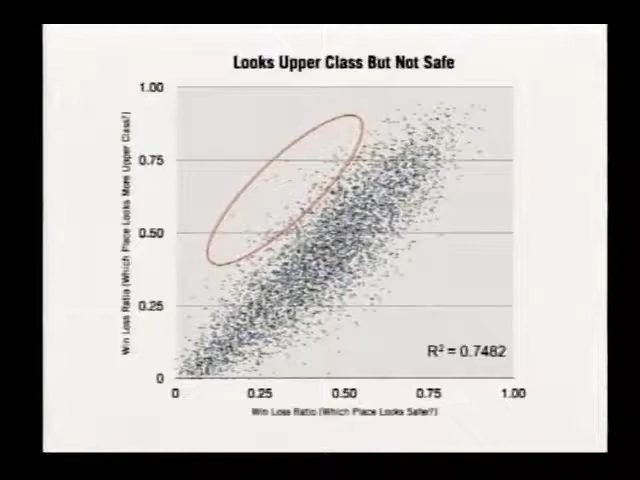 Looks Upper Class But Not Safe
1.00
0.75
0.50
0.25
0
Win Loss Ratio (Which Place Looks More Upper Class?)
R² = 0.7482
0 0.25 0.50 0.75 1.00
Win Loss Ratio (Which Place Looks Safer?)